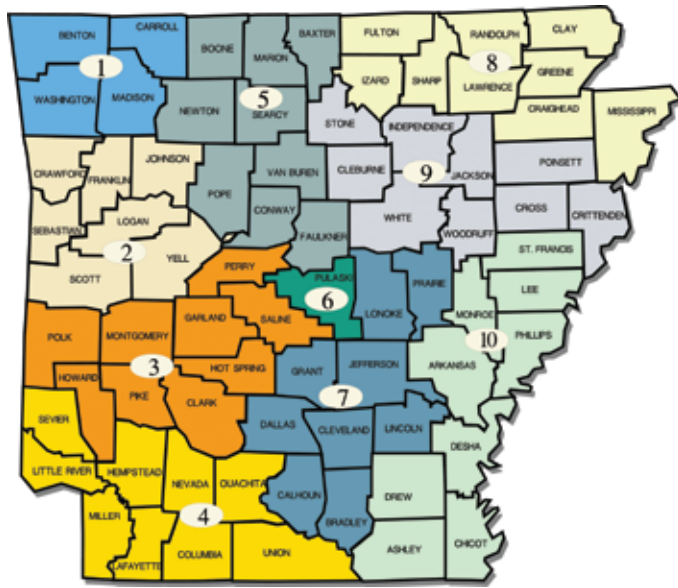 BENTON
CARROLL
BOONE
MARION
BAXTER
FULTON
RANDOLPH
CLAY
1
8
IZARD
SHARP
LAWRENCE
GREENE
WASHINGTON
MADISON
NEWTON
5
SEARCY
STONE
INDEPENDENCE
CRAIGHEAD
MISSISSIPPI
CRAWFORD
FRANKLIN
JOHNSON
POPE
VAN BUREN
CLEBURNE
9
JACKSON
PONSETT
SEBASTIAN
LOGAN
CONWAY
FAULKNER
WHITE
WOODRUFF
CROSS
CRITTENDEN
2
SCOTT
YELL
PERRY
PULASKI
6
LONOKE
PRAIRIE
ST. FRANCIS
LEE
POLK
MONTGOMERY
GARLAND
SALINE
MONROE
PHILLIPS
10
HOWARD
3
HOT SPRING
GRANT
JEFFERSON
ARKANSAS
PIKE
CLARK
7
SEVIER
DALLAS
CLEVELAND
LINCOLN
DESHA
LITTLE RIVER
HEMPSTEAD
NEVADA
OUACHITA
CALHOUN
DREW
MILLER
4
BRADLEY
LAFAYETTE
COLUMBIA
UNION
ASHLEY
CHICOT